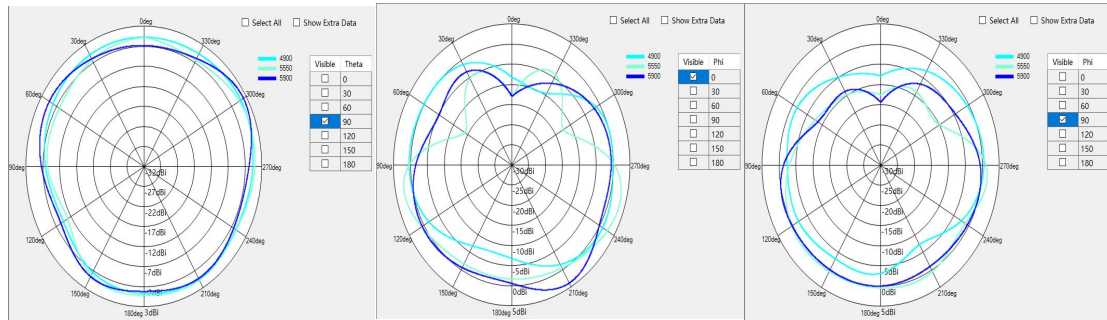 0deg
Select All
Show Extra Data
30deg
330deg
4900
5550
5900
Visible Theta
0
30
60
90
120
150
180
60deg
300deg
90deg
270deg
-32dBi
-27dBi
-22dBi
-17dBi
-12dBi
-7dBi
120deg
240deg
150deg
210deg
180deg 3dBi
0deg
Select All
Show Extra Data
30deg
330deg
4900
5550
5900
Visible Phi
0
30
60
90
120
150
180
60deg
300deg
90deg
270deg
-30dBi
-25dBi
-20dBi
-15dBi
-10dBi
-5dBi
0dBi
120deg
240deg
150deg
210deg
180deg 5dBi
0deg
Select All
Show Extra Data
30deg
330deg
4900
5550
5900
Visible Phi
0
30
60
90
120
150
180
60deg
300deg
90deg
270deg
-30dBi
-25dBi
-20dBi
-15dBi
-10dBi
-5dBi
0dBi
120deg
240deg
150deg
210deg
180deg 5dBi